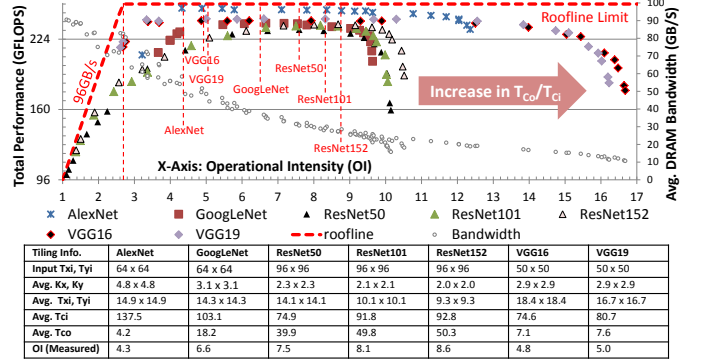 Total Performance (GFLOPS)
224
160
96
100
90
80
70
60
50
40
30
20
10
0
Avg. DRAM Bandwidth (GB/S)
Roofline Limit
96GB/s
VGG16
VGG19
AlexNet
GoogLeNet
ResNet50
ResNet101
ResNet152
Increase in TCo/TCi
X-Axis: Operational Intensity (OI)
1 2 3 4 5 6 7 8 9 10 11 12 13 14 15 16 17
AlexNet GoogLeNet ResNet50 ResNet101 ResNet152
VGG16 VGG19 roofline Bandwidth
Tiling Info. AlexNet GoogLeNet ResNet50 ResNet101 ResNet152 VGG16 VGG19
Input Txi, Tyi 64 x 64 64 x 64 96 x 96 96 x 96 96 x 96 50 x 50 50 x 50
Avg. Kx, Ky 4.8 x 4.8 3.1 x 3.1 2.3 x 2.3 2.1 x 2.1 2.0 x 2.0 2.9 x 2.9 2.9 x 2.9
Avg. Txi, Tyi 14.9 x 14.9 14.3 x 14.3 14.1 x 14.1 10.1 x 10.1 9.3 x 9.3 18.4 x 18.4 16.7 x 16.7
Avg. Tci 137.5 103.1 74.9 91.8 92.8 74.6 80.7
Avg. Tco 4.2 18.2 39.9 49.8 50.3 7.1 7.6
OI (Measured) 4.3 6.6 7.5 8.1 8.6 4.8 5.0